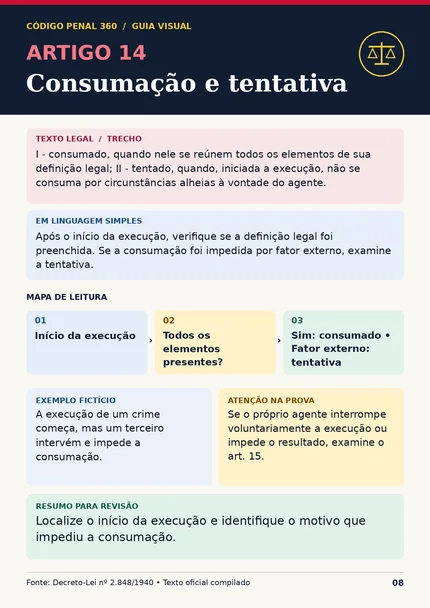 CÓDIGO PENAL 360 / GUIA VISUAL
ARTIGO 14
Consumação e tentativa
TEXTO LEGAL / TRECHO
I - consumado, quando nele se reúnem todos os elementos de sua
definição legal; II - tentado, quando, iniciada a execução, não se
consuma por circunstâncias alheias à vontade do agente.
EM LINGUAGEM SIMPLES
Após o início da execução, verifique se a definição legal foi
preenchida. Se a consumação foi impedida por fator externo, examine
a tentativa.
MAPA DE LEITURA
01
Início da execução
›
02
Todos os
elementos
presentes?
›
03
Sim: consumado •
Fator externo:
tentativa
EXEMPLO FICTÍCIO
A execução de um crime
começa, mas um terceiro
intervém e impede a
consumação.
ATENÇÃO NA PROVA
Se o próprio agente interrompe
voluntariamente a execução ou
impede o resultado, examine o
art. 15.
RESUMO PARA REVISÃO
Localize o início da execução e identifique o motivo que
impediu a consumação.
Fonte: Decreto-Lei nº 2.848/1940 • Texto oficial compilado
08